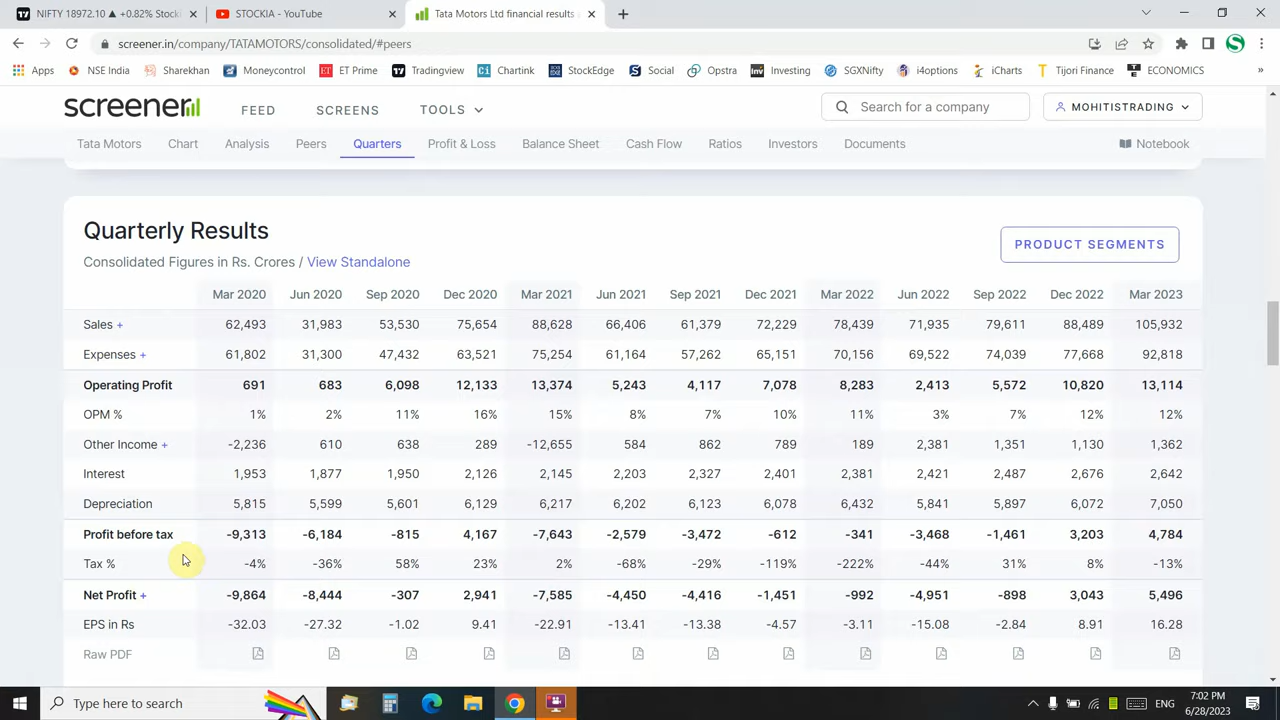 NIFTY 18972.10 ▲ +0.82% Stock
STOCKIA - YouTube
Tata Motors Ltd financial results
screener.in/company/TATAMOTORS/consolidated/#peers
Apps NSE India Sharekhan Moneycontrol ET Prime Tradingview Chartink StockEdge Social Opstra Investing SGXNifty i4options iCharts Tijori Finance ECONOMICS »
screener FEED SCREENS TOOLS Search for a company MOHITISTRADING
Tata Motors Chart Analysis Peers Quarters Profit & Loss Balance Sheet Cash Flow Ratios Investors Documents Notebook
Quarterly Results
PRODUCT SEGMENTS
Consolidated Figures in Rs. Crores / View Standalone
Mar 2020 Jun 2020 Sep 2020 Dec 2020 Mar 2021 Jun 2021 Sep 2021 Dec 2021 Mar 2022 Jun 2022 Sep 2022 Dec 2022 Mar 2023
Sales + 62,493 31,983 53,530 75,654 88,628 66,406 61,379 72,229 78,439 71,935 79,611 88,489 105,932
Expenses + 61,802 31,300 47,432 63,521 75,254 61,164 57,262 65,151 70,156 69,522 74,039 77,668 92,818
Operating Profit 691 683 6,098 12,133 13,374 5,243 4,117 7,078 8,283 2,413 5,572 10,820 13,114
OPM % 1% 2% 11% 16% 15% 8% 7% 10% 11% 3% 7% 12% 12%
Other Income + -2,236 610 638 289 -12,655 584 862 789 189 2,381 1,351 1,130 1,362
Interest 1,953 1,877 1,950 2,126 2,145 2,203 2,327 2,401 2,381 2,421 2,487 2,676 2,642
Depreciation 5,815 5,599 5,601 6,129 6,217 6,202 6,123 6,078 6,432 5,841 5,897 6,072 7,050
Profit before tax -9,313 -6,184 -815 4,167 -7,643 -2,579 -3,472 -612 -341 -3,468 -1,461 3,203 4,784
Tax % -4% -36% 58% 23% 2% -68% -29% -119% -222% -44% 31% 8% -13%
Net Profit + -9,864 -8,444 -307 2,941 -7,585 -4,450 -4,416 -1,451 -992 -4,951 -898 3,043 5,496
EPS in Rs -32.03 -27.32 -1.02 9.41 -22.91 -13.41 -13.38 -4.57 -3.11 -15.08 -2.84 8.91 16.28
Raw PDF
Type here to search
ENG
7:02 PM
6/28/2023